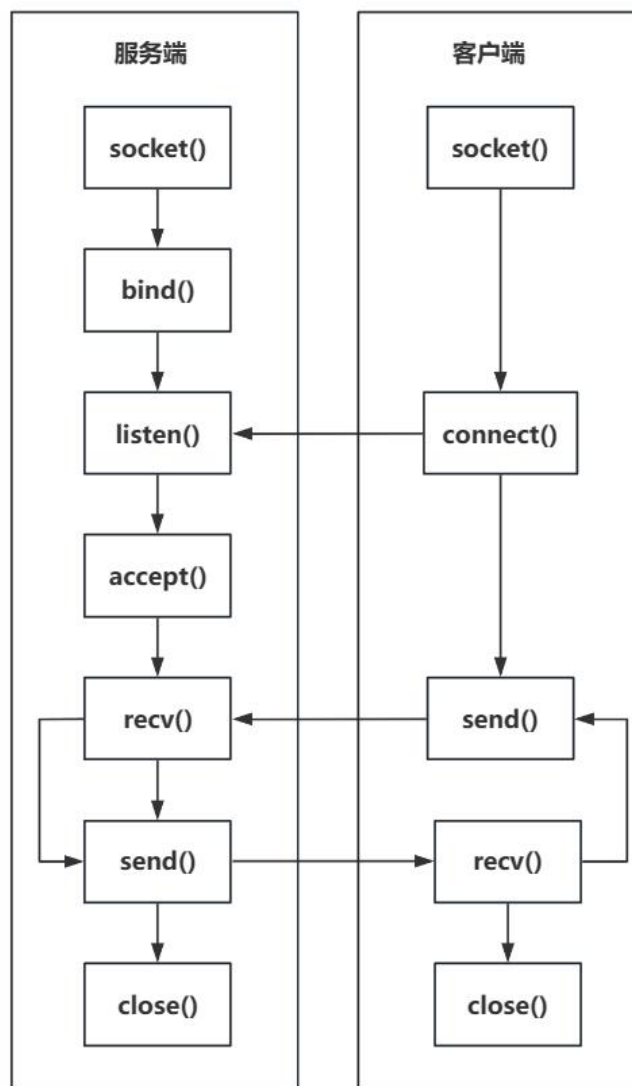 服务端
socket()
bind()
listen()
accept()
recv()
send()
close()
客户端
socket()
connect()
send()
recv()
close()